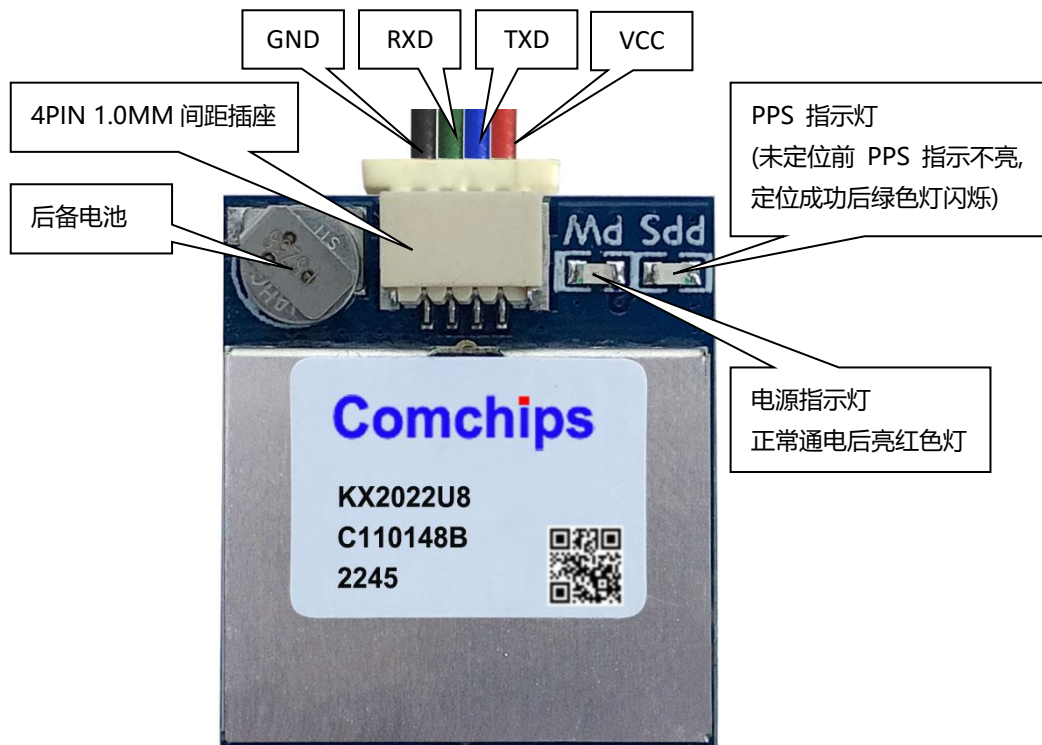 GND
RXD
TXD
VCC
4PIN 1.0MM 间距插座
后备电池
PPS 指示灯
(未定位前 PPS 指示不亮,
定位成功后绿色灯闪烁)
PW
PPS
电源指示灯
正常通电后亮红色灯
Comchips
KX2022U8
C110148B
2245